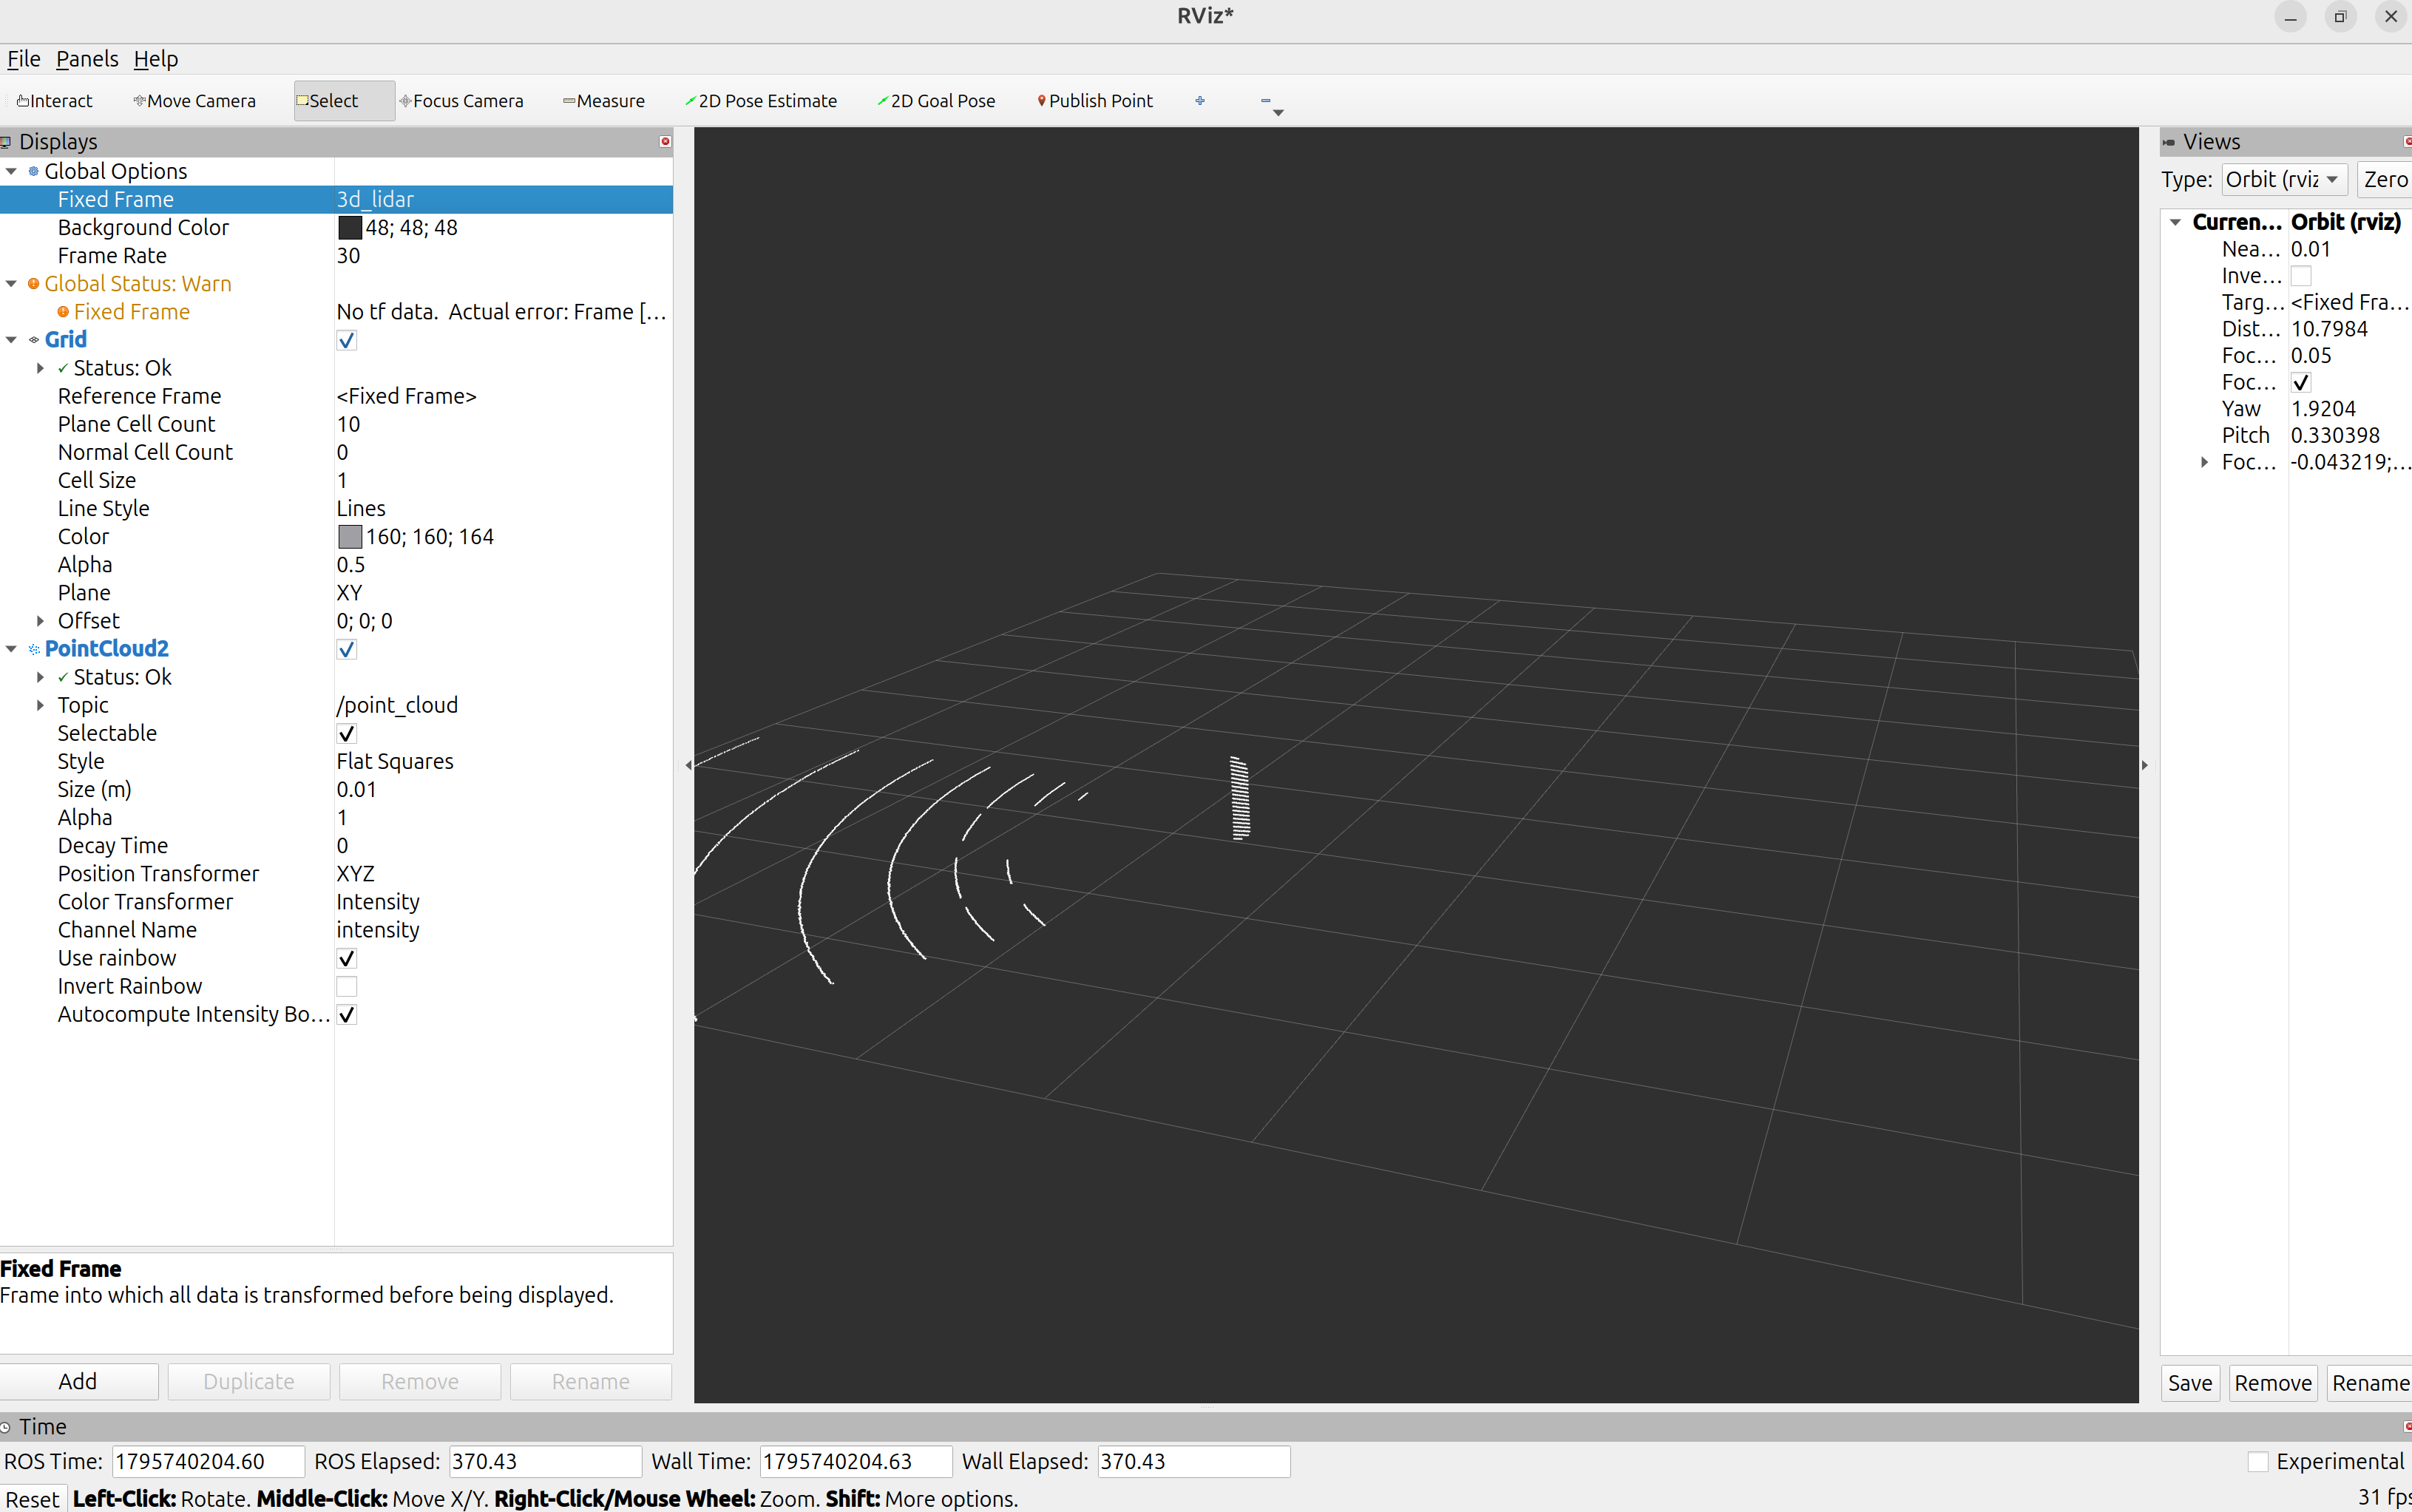 RViz*
File Panels Help
Interact Move Camera Select Focus Camera Measure 2D Pose Estimate 2D Goal Pose Publish Point
Displays
Global Options
Fixed Frame 3d_lidar
Background Color 48; 48; 48
Frame Rate 30
Global Status: Warn
Fixed Frame No tf data. Actual error: Frame [...
Grid
Status: Ok
Reference Frame <Fixed Frame>
Plane Cell Count 10
Normal Cell Count 0
Cell Size 1
Line Style Lines
Color 160; 160; 164
Alpha 0.5
Plane XY
Offset 0; 0; 0
PointCloud2
Status: Ok
Topic /point_cloud
Selectable
Style Flat Squares
Size (m) 0.01
Alpha 1
Decay Time 0
Position Transformer XYZ
Color Transformer Intensity
Channel Name intensity
Use rainbow
Invert Rainbow
Autocompute Intensity Bo...
Fixed Frame
Frame into which all data is transformed before being displayed.
Add Duplicate Remove Rename
Views
Type: Orbit (rviz Zero
Curren... Orbit (rviz)
Nea... 0.01
Inve...
Targ... <Fixed Fra...
Dist... 10.7984
Foc... 0.05
Foc...
Yaw 1.9204
Pitch 0.330398
Foc... -0.043219;...
Save Remove Rename
Time
ROS Time: 1795740204.60 ROS Elapsed: 370.43 Wall Time: 1795740204.63 Wall Elapsed: 370.43 Experimental
Reset Left-Click: Rotate. Middle-Click: Move X/Y. Right-Click/Mouse Wheel: Zoom. Shift: More options. 31 fps